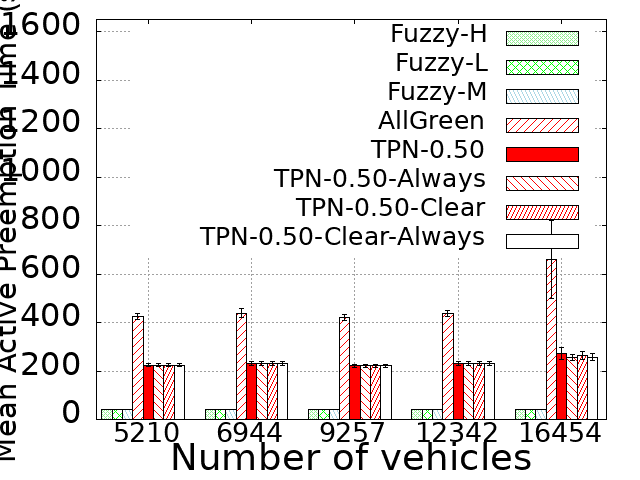 Mean Active Preemption Time (s
1600
1400
1200
1000
800
600
400
200
0
Fuzzy-H
Fuzzy-L
Fuzzy-M
AllGreen
TPN-0.50
TPN-0.50-Always
TPN-0.50-Clear
TPN-0.50-Clear-Always
5210 6944 9257 12342 16454
Number of vehicles